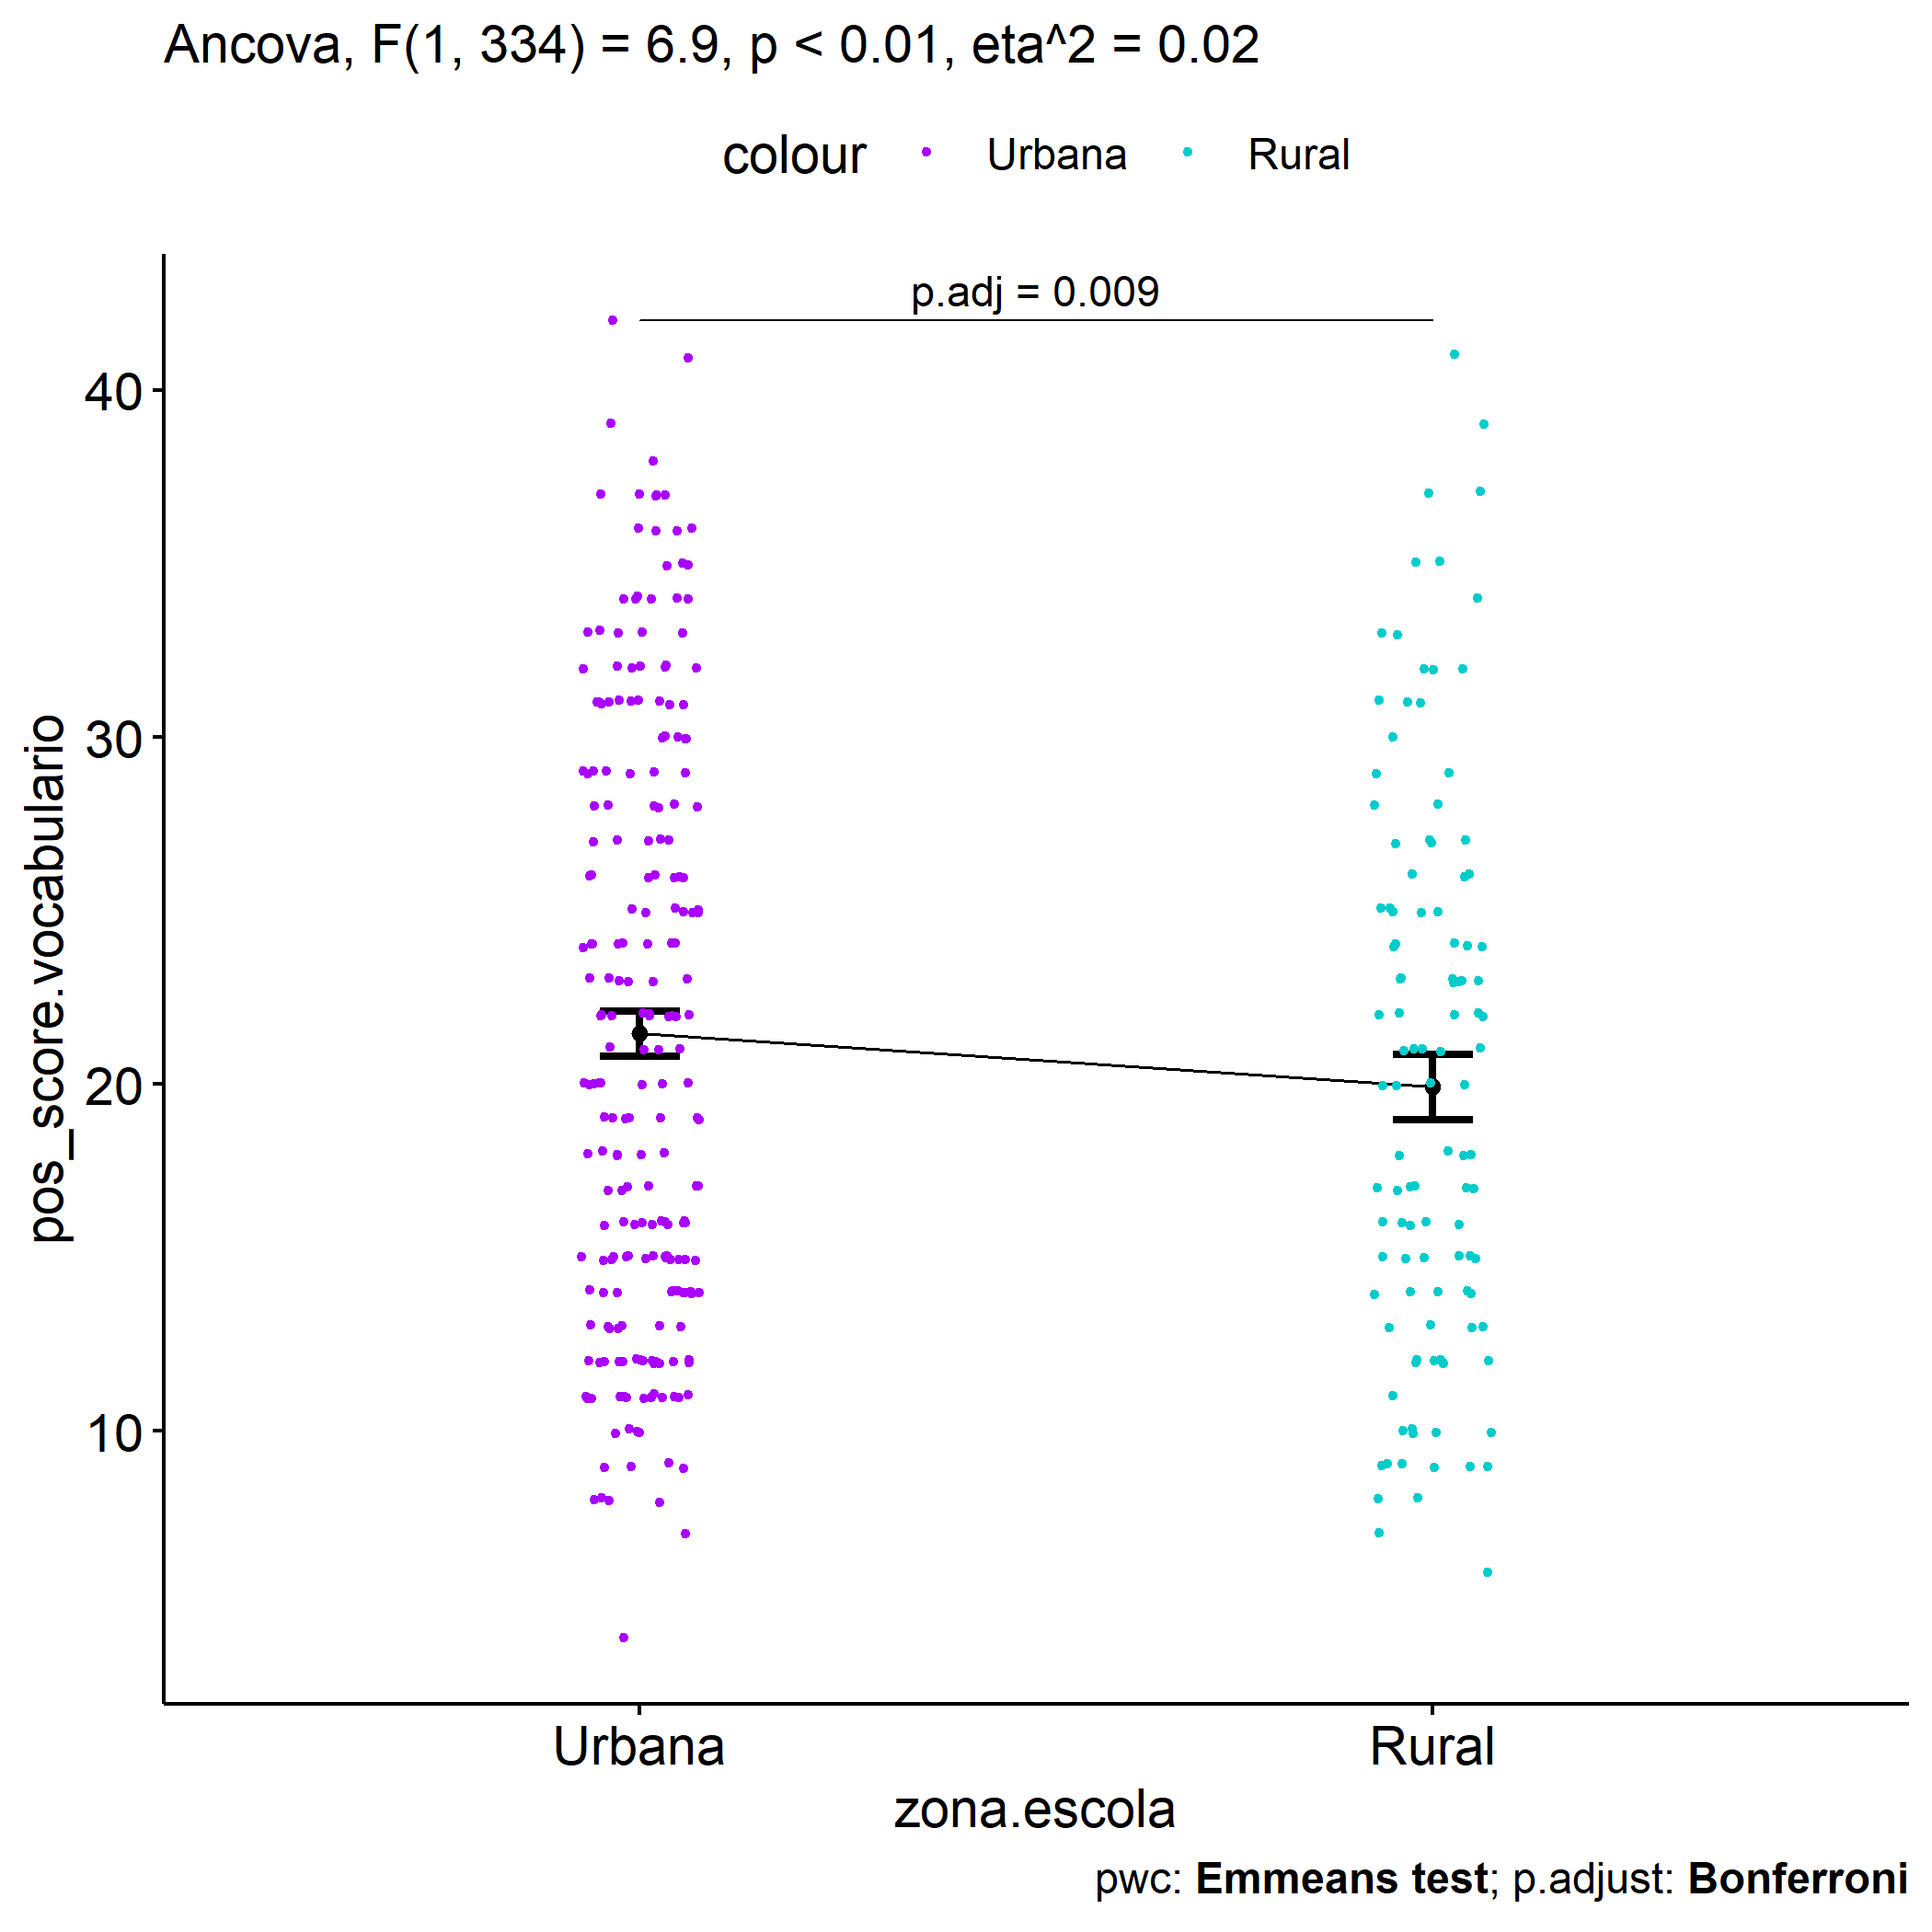 Ancova, F(1, 334) = 6.9, p < 0.01, eta^2 = 0.02
colour Urbana Rural
p.adj = 0.009
40
30
20
10
pos_score.vocabulario
Urbana Rural
zona.escola
pwc: Emmeans test; p.adjust: Bonferroni